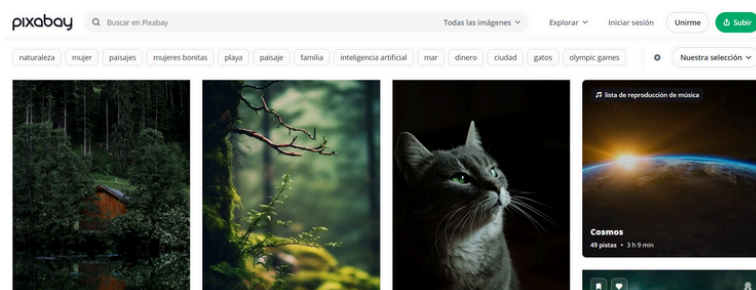 pixabay
Buscar en Pixabay
Todas las imágenes
Explorar
Iniciar sesión
Unirme
Subir
naturaleza
mujer
paisajes
mujeres bonitas
playa
paisaje
familia
inteligencia artificial
mar
dinero
ciudad
gatos
olympic games
Nuestra selección
lista de reproducción de música
Cosmos
49 pistas • 3 h 9 min